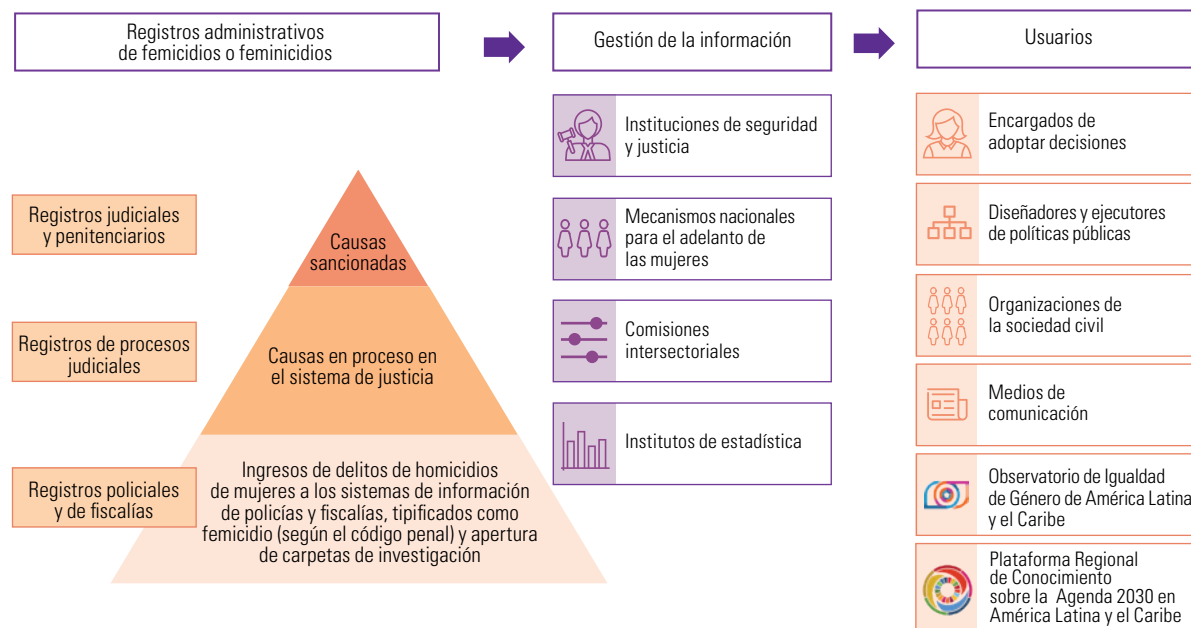 Registros administrativos
de femicidios o feminicidios
Gestión de la información
Usuarios
Registros judiciales
y penitenciarios
Causas
sancionadas
Registros de procesos
judiciales
Causas en proceso en
el sistema de justicia
Registros policiales
y de fiscalías
Ingresos de delitos de homicidios
de mujeres a los sistemas de información
de policías y fiscalías, tipificados como
femicidio (según el código penal) y apertura
de carpetas de investigación
Instituciones de seguridad
y justicia
Mecanismos nacionales
para el adelanto de
las mujeres
Comisiones
intersectoriales
Institutos de estadística
Encargados de
adoptar decisiones
Diseñadores y ejecutores
de políticas públicas
Organizaciones de
la sociedad civil
Medios de
comunicación
Observatorio de Igualdad
de Género de América Latina
y el Caribe
Plataforma Regional
de Conocimiento
sobre la Agenda 2030 en
América Latina y el Caribe